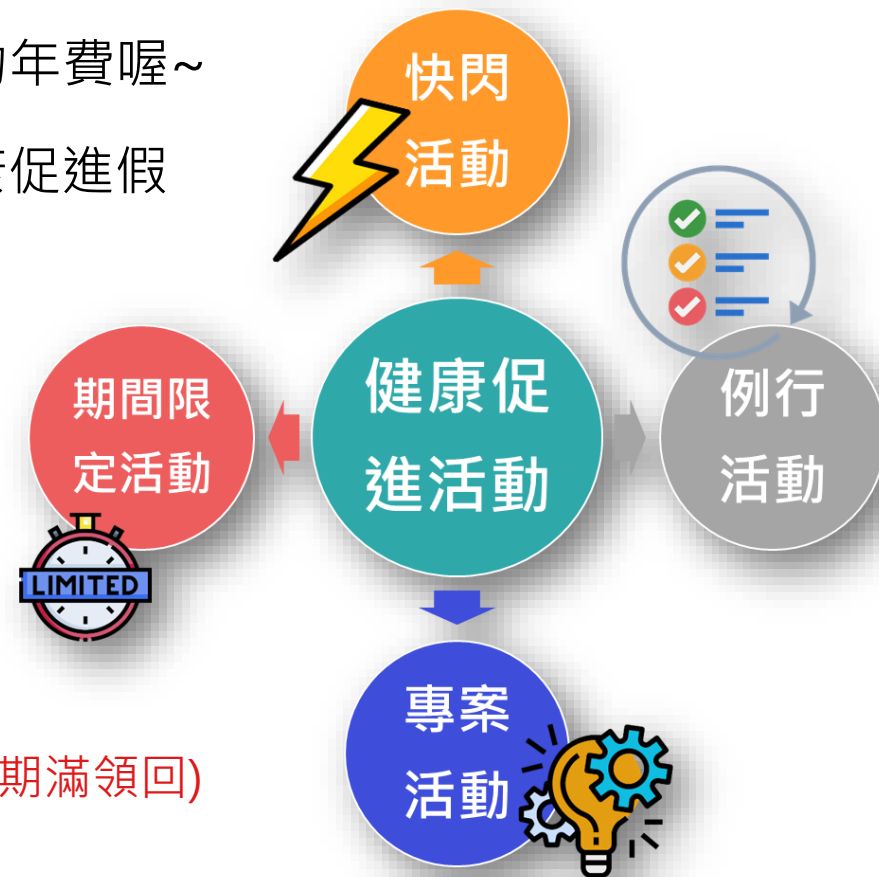 年費喔~
促進假
快閃
活動
期間限
定活動
LIMITED
健康促
進活動
例行
活動
專案
活動
期滿領回)